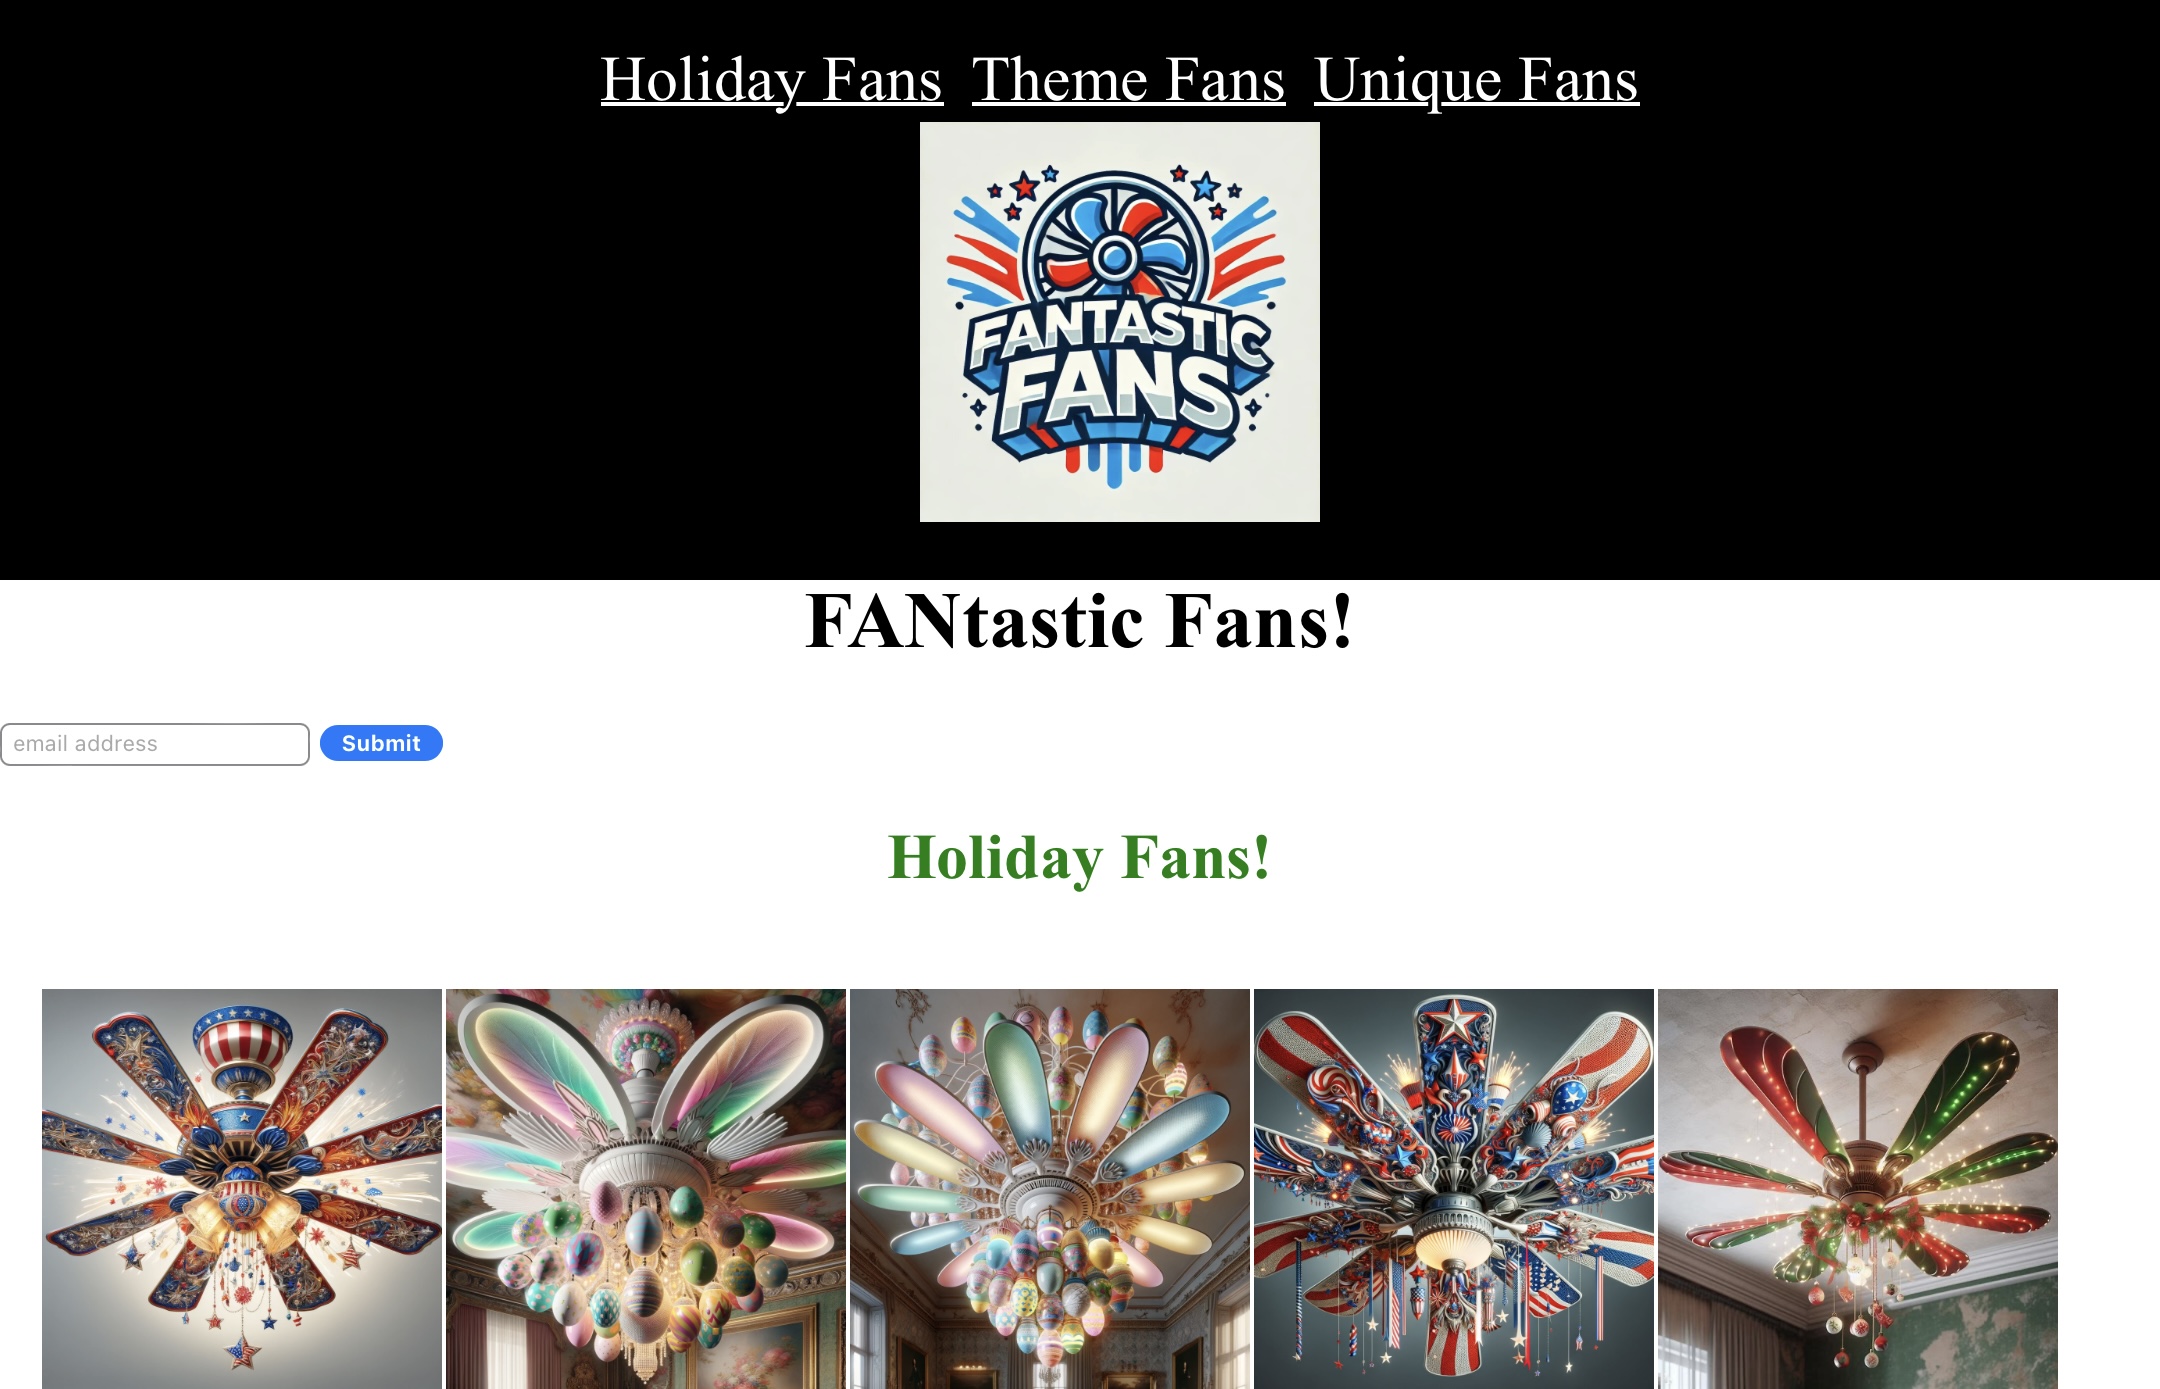 Holiday Fans Theme Fans Unique Fans
FANTASTIC
FANS
FANtastic Fans!
email address Submit
Holiday Fans!